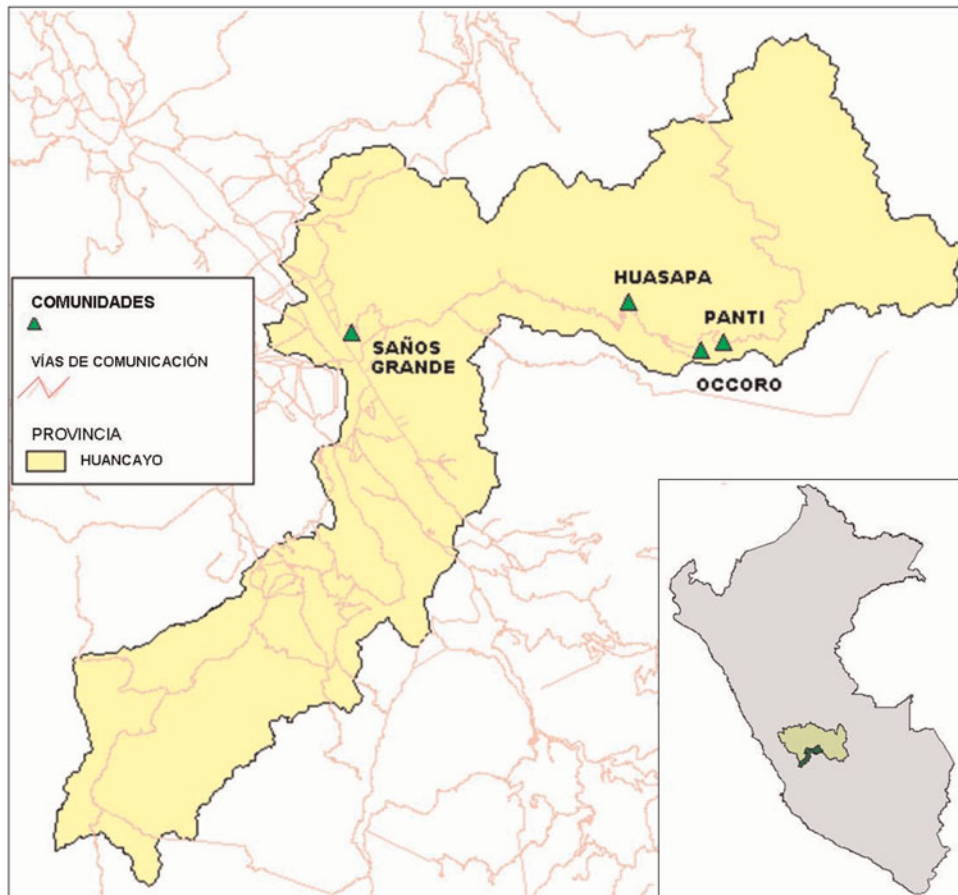 COMUNIDADES
VÍAS DE COMUNICACIÓN
PROVINCIA
HUANCAYO
HUASAPA
PANTI
SAÑOS
GRANDE
OCCORO